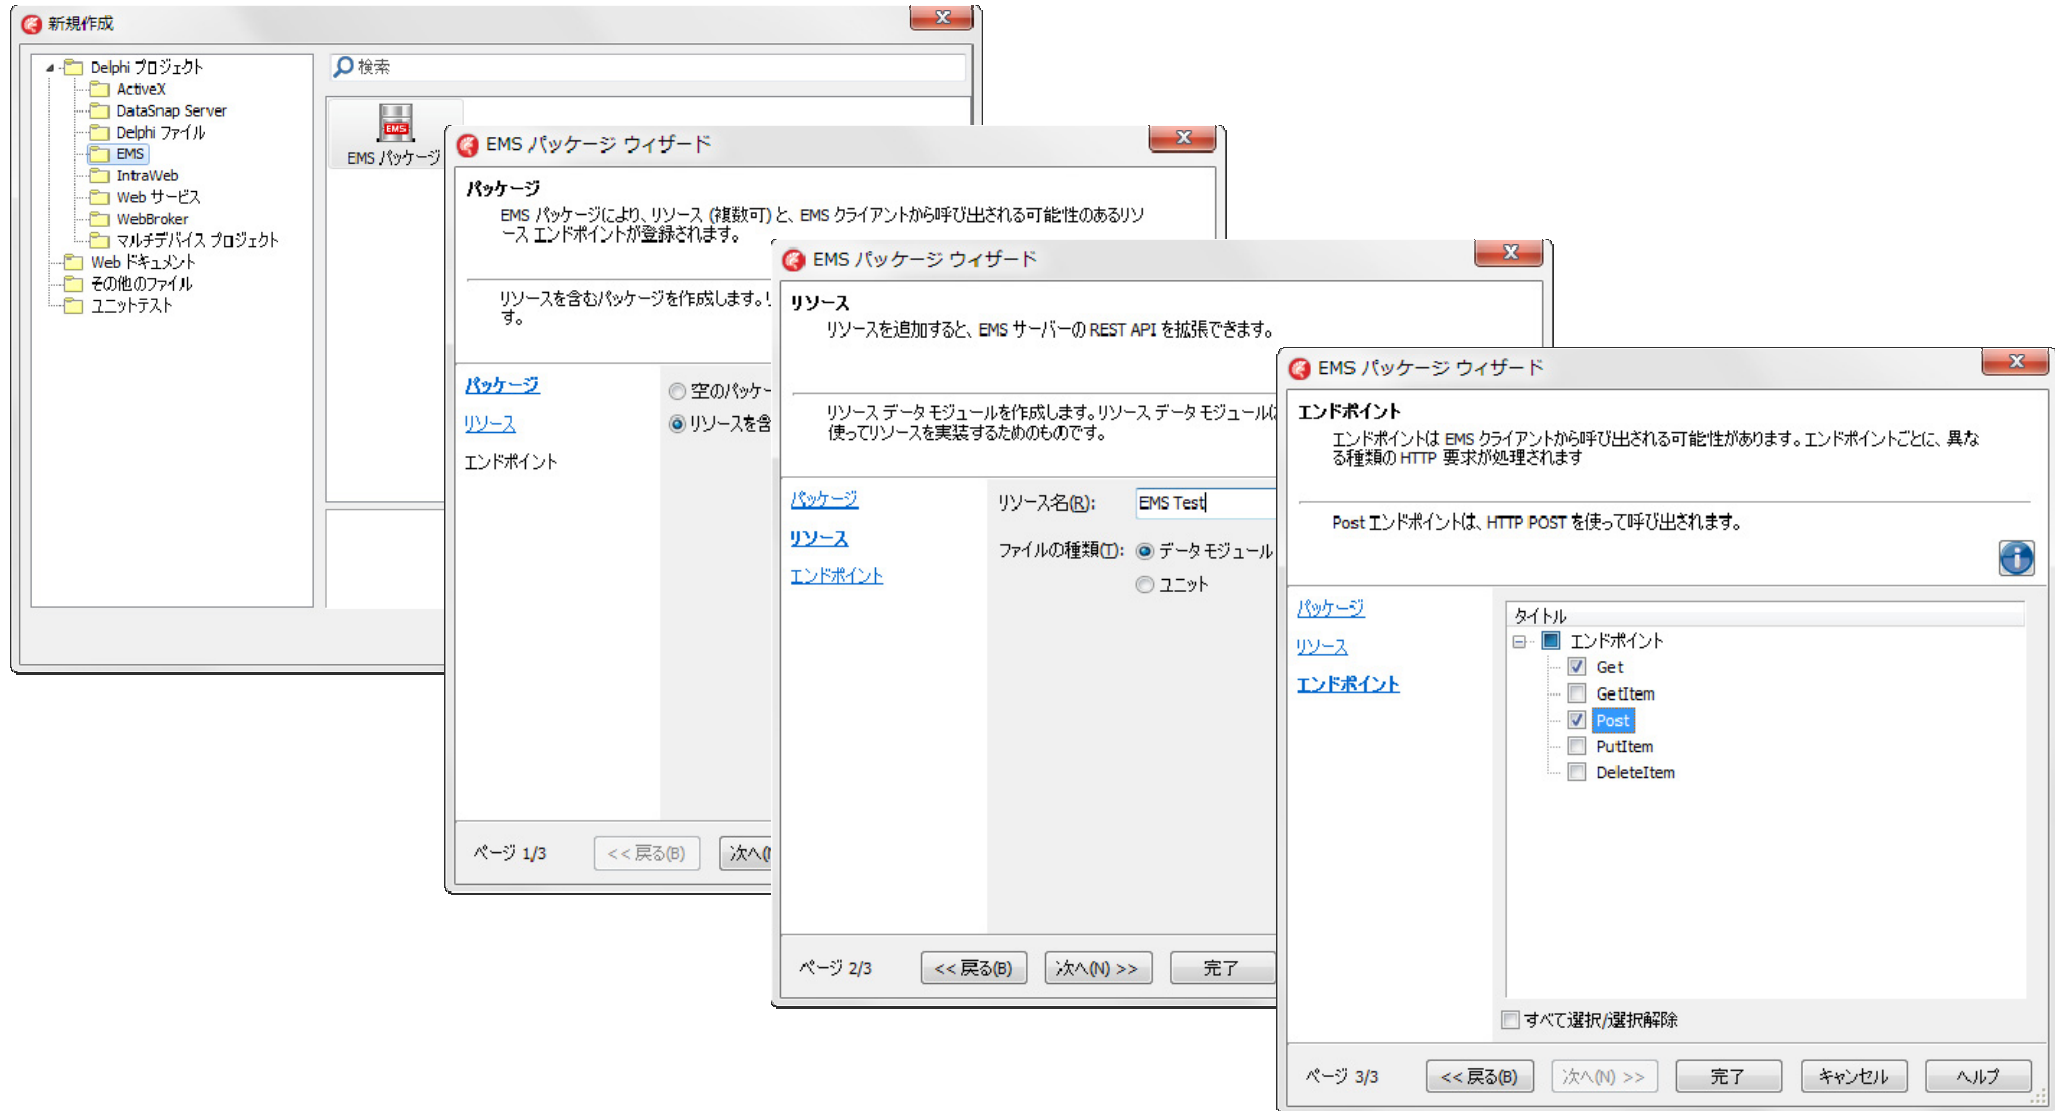 新規作成
Delphi プロジェクト
ActiveX
DataSnap Server
Delphi ファイル
EMS
IntraWeb
Web サービス
WebBroker
マルチデバイス プロジェクト
Web ドキュメント
その他のファイル
ユニットテスト
検索
EMS
EMS パッケージ
EMS パッケージ ウィザード
パッケージ
EMS パッケージにより、リソース (複数可) と、EMS クライアントから呼び出される可能性のあるリソ
ース エンドポイントが登録されます。
リソースを含むパッケージを作成します。
す。
パッケージ
リソース
エンドポイント
空のパッケー
リソースを含
ページ 1/3
<< 戻る(B)
次へ(
EMS パッケージ ウィザード
リソース
リソースを追加すると、EMS サーバーの REST API を拡張できます。
リソース データ モジュールを作成します。リソース データ モジュール
使ってリソースを実装するためのものです。
パッケージ
リソース
エンドポイント
リソース名(R):
EMS Test
ファイルの種類(T):
データ モジュール
ユニット
ページ 2/3
<< 戻る(B)
次へ(N) >>
完了
EMS パッケージ ウィザード
エンドポイント
エンドポイントは EMS クライアントから呼び出される可能性があります。エンドポイントごとに、異な
る種類の HTTP 要求が処理されます
Post エンドポイントは、HTTP POST を使って呼び出されます。
パッケージ
リソース
エンドポイント
タイトル
エンドポイント
Get
GetItem
Post
PutItem
DeleteItem
すべて選択/選択解除
ページ 3/3
<< 戻る(B)
次へ(N) >>
完了
キャンセル
ヘルプ